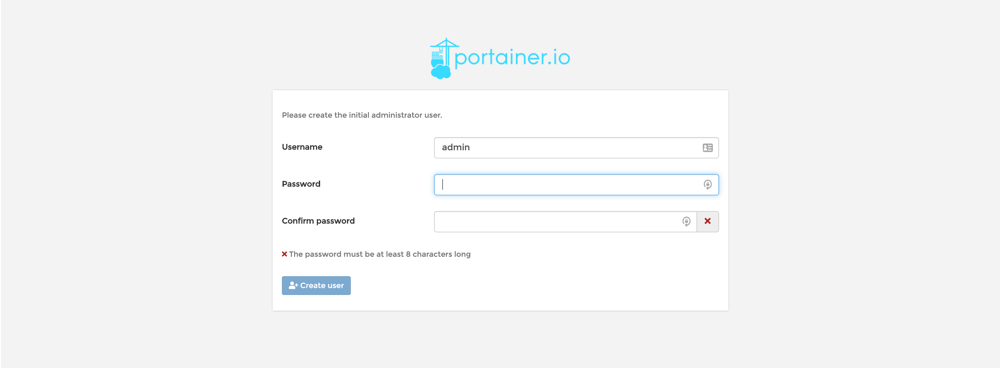 portainer.io
Please create the initial administrator user.
Username
admin
Password
Confirm password
The password must be at least 8 characters long
Create user